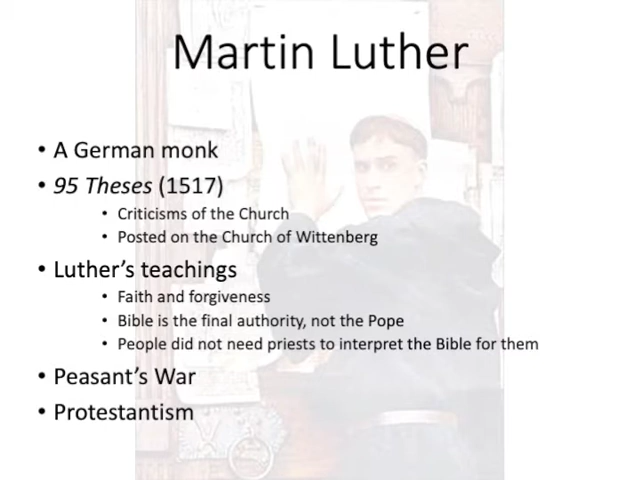 Martin Luther
• A German monk
• 95 Theses (1517)
• Criticisms of the Church
• Posted on the Church of Wittenberg
• Luther’s teachings
• Faith and forgiveness
• Bible is the final authority, not the Pope
• People did not need priests to interpret the Bible for them
• Peasant’s War
• Protestantism